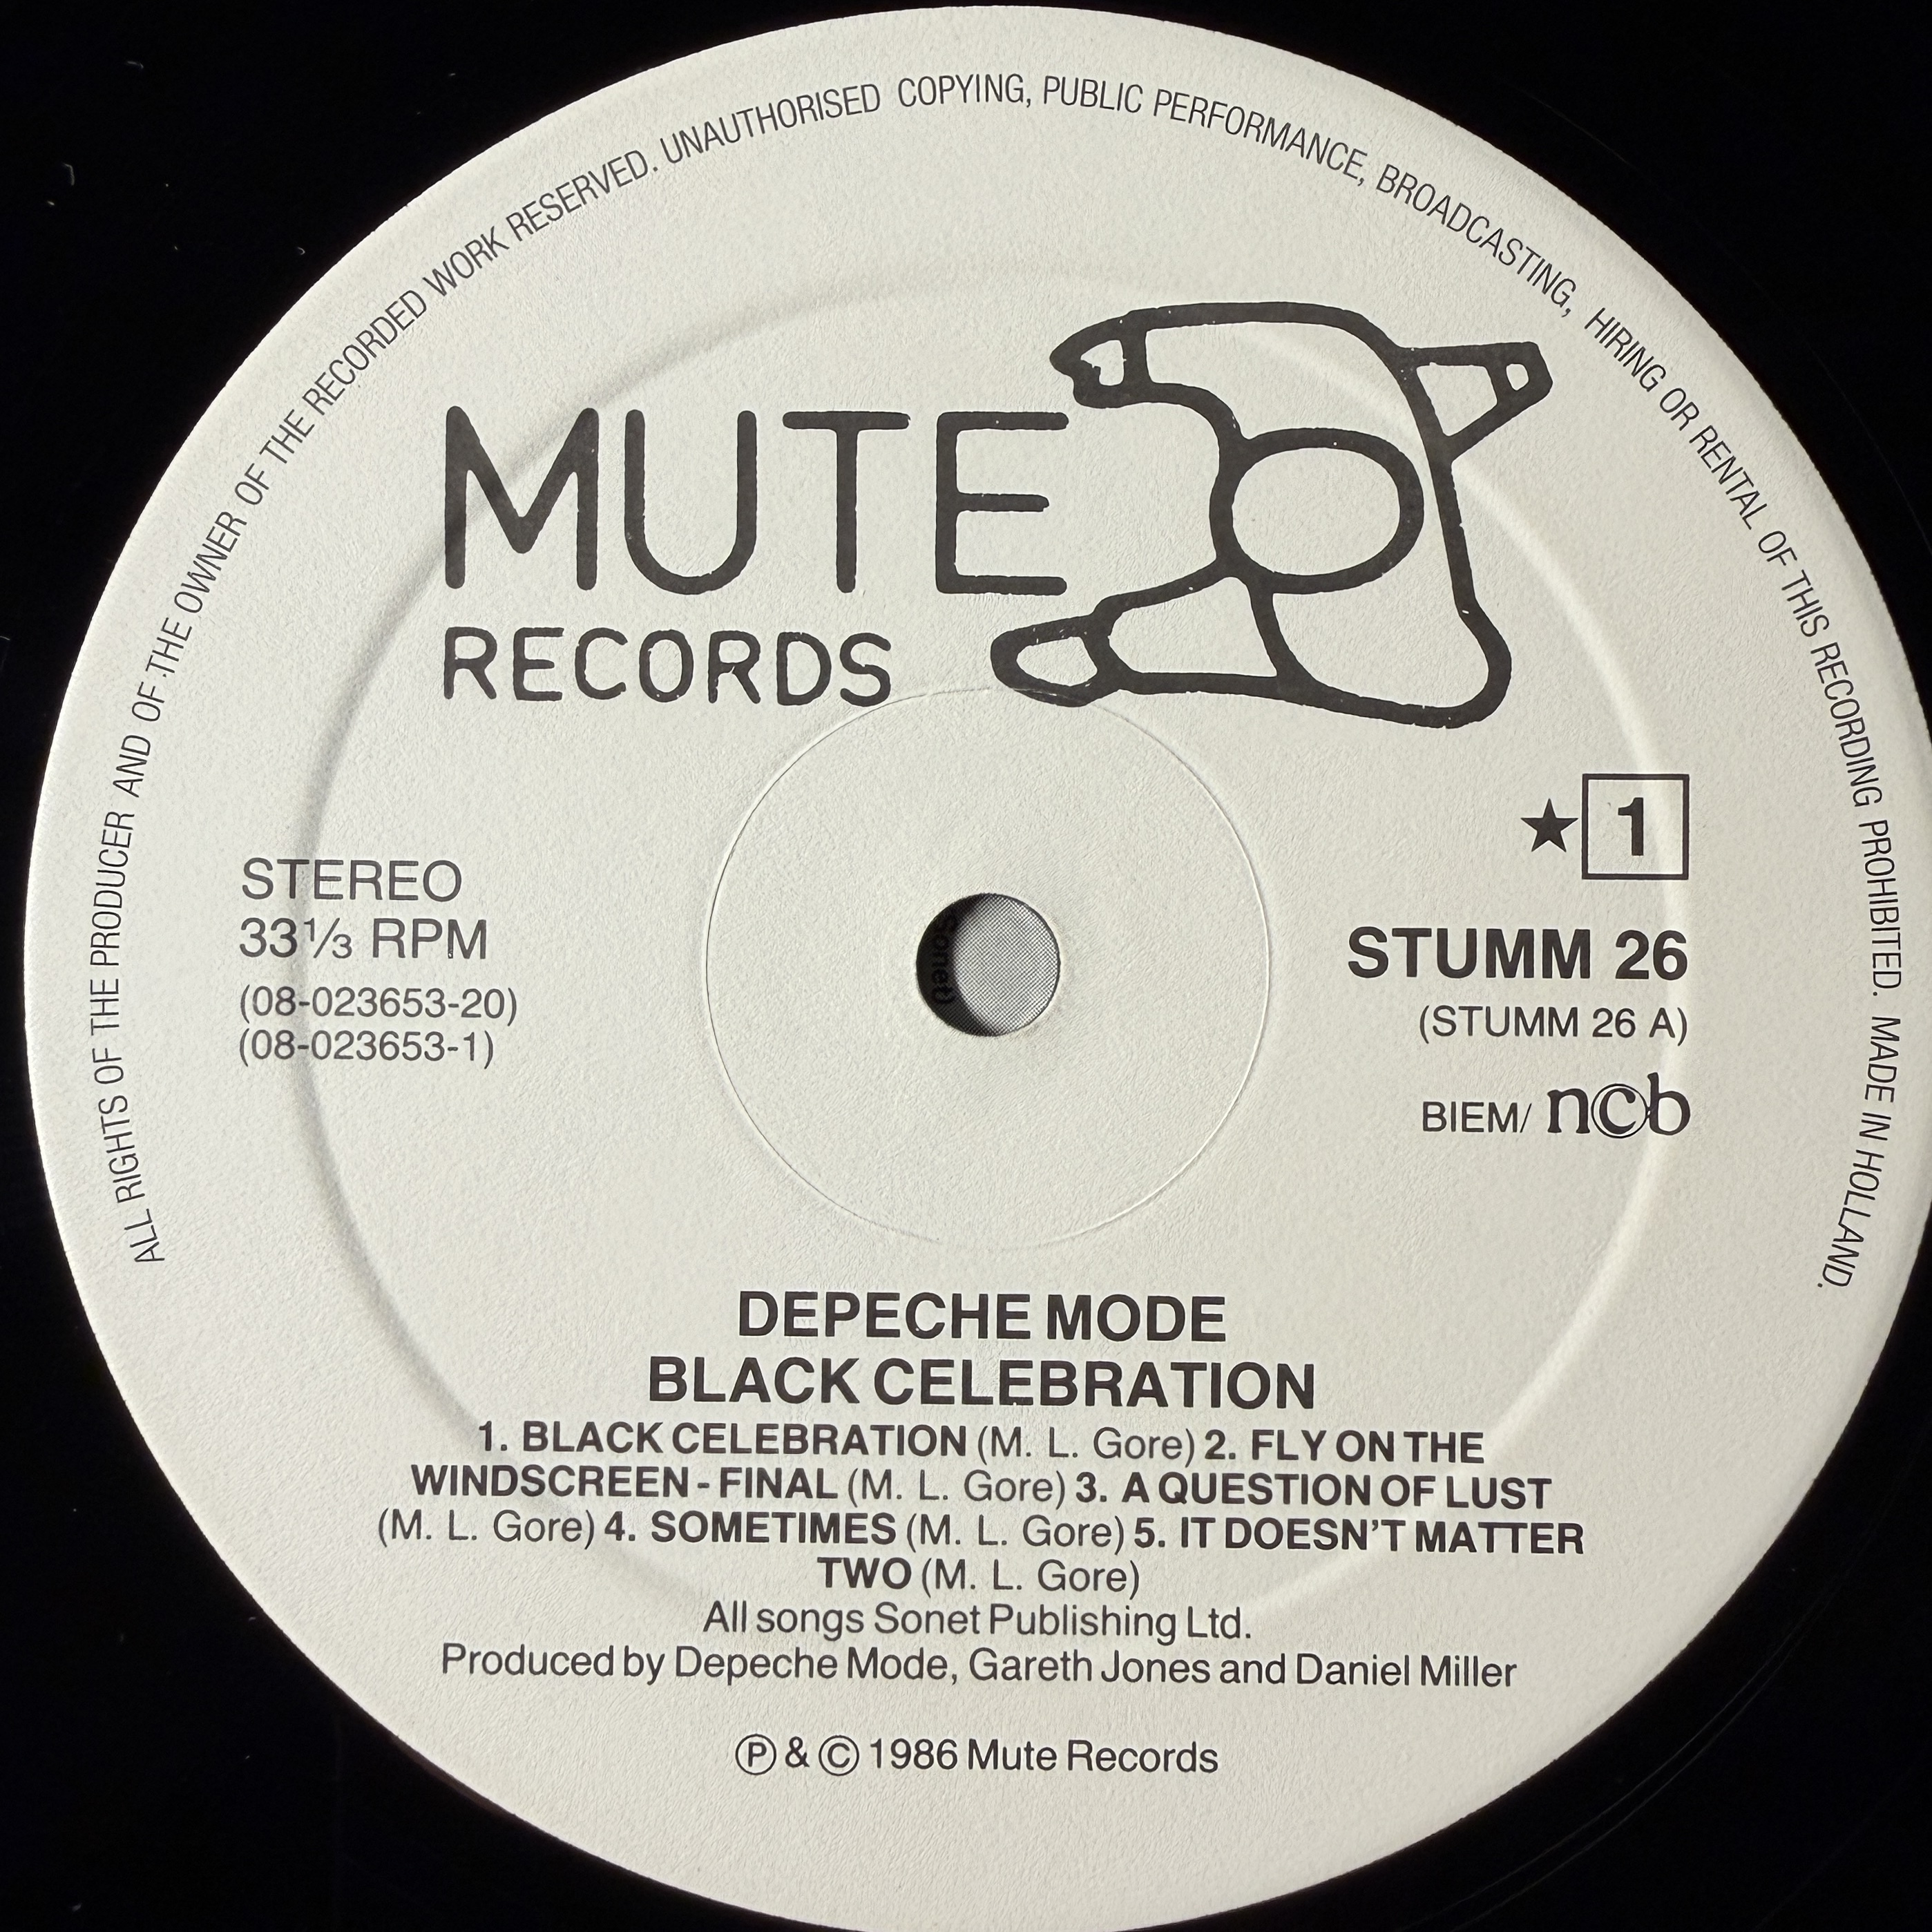 ALL RIGHTS OF THE PRODUCER AND OF THE OWNER OF THE RECORDED WORK RESERVED. UNAUTHORISED COPYING, PUBLIC PERFORMANCE, BROADCASTING, HIRING OR RENTAL OF THIS RECORDING PROHIBITED. MADE IN HOLLAND.
MUTE
RECORDS
★ 1
STEREO
33⅓ RPM
(08-023653-20)
(08-023653-1)
Sonet)
STUMM 26
(STUMM 26 A)
BIEM/ ncb
DEPECHE MODE
BLACK CELEBRATION
1. BLACK CELEBRATION (M. L. Gore) 2. FLY ON THE
WINDSCREEN - FINAL (M. L. Gore) 3. A QUESTION OF LUST
(M. L. Gore) 4. SOMETIMES (M. L. Gore) 5. IT DOESN'T MATTER
TWO (M. L. Gore)
All songs Sonet Publishing Ltd.
Produced by Depeche Mode, Gareth Jones and Daniel Miller
℗ & © 1986 Mute Records